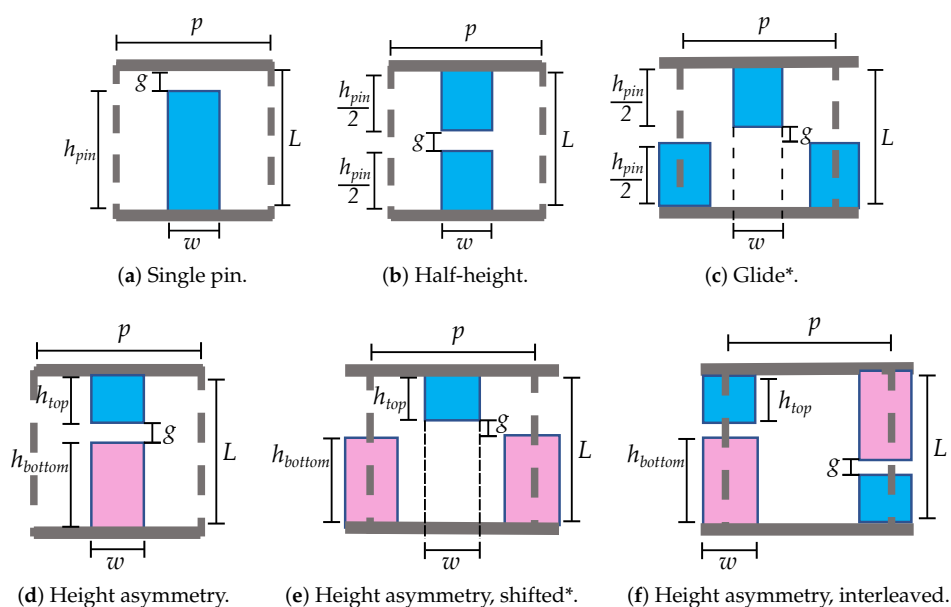 p
g
h_pin
L
w
(a) Single pin.
p
h_pin/2
g
h_pin/2
L
w
(b) Half-height.
p
h_pin/2
g
h_pin/2
L
w
(c) Glide*.
p
h_top
g
h_bottom
L
w
(d) Height asymmetry.
p
h_top
g
h_bottom
L
w
(e) Height asymmetry, shifted*.
p
h_top
h_bottom
g
L
w
(f) Height asymmetry, interleaved.